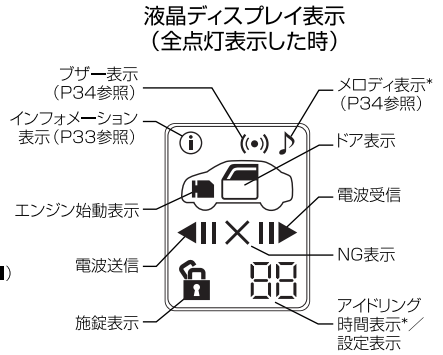 液晶ディスプレイ表示
（全点灯表示した時）
ブザー表示
（P34参照）
メロディ表示*
（P34参照）
インフォメーション
表示（P33参照）
ドア表示
エンジン始動表示
電波受信
電波送信
NG表示
88
施錠表示
アイドリング
時間表示*／
設定表示
）